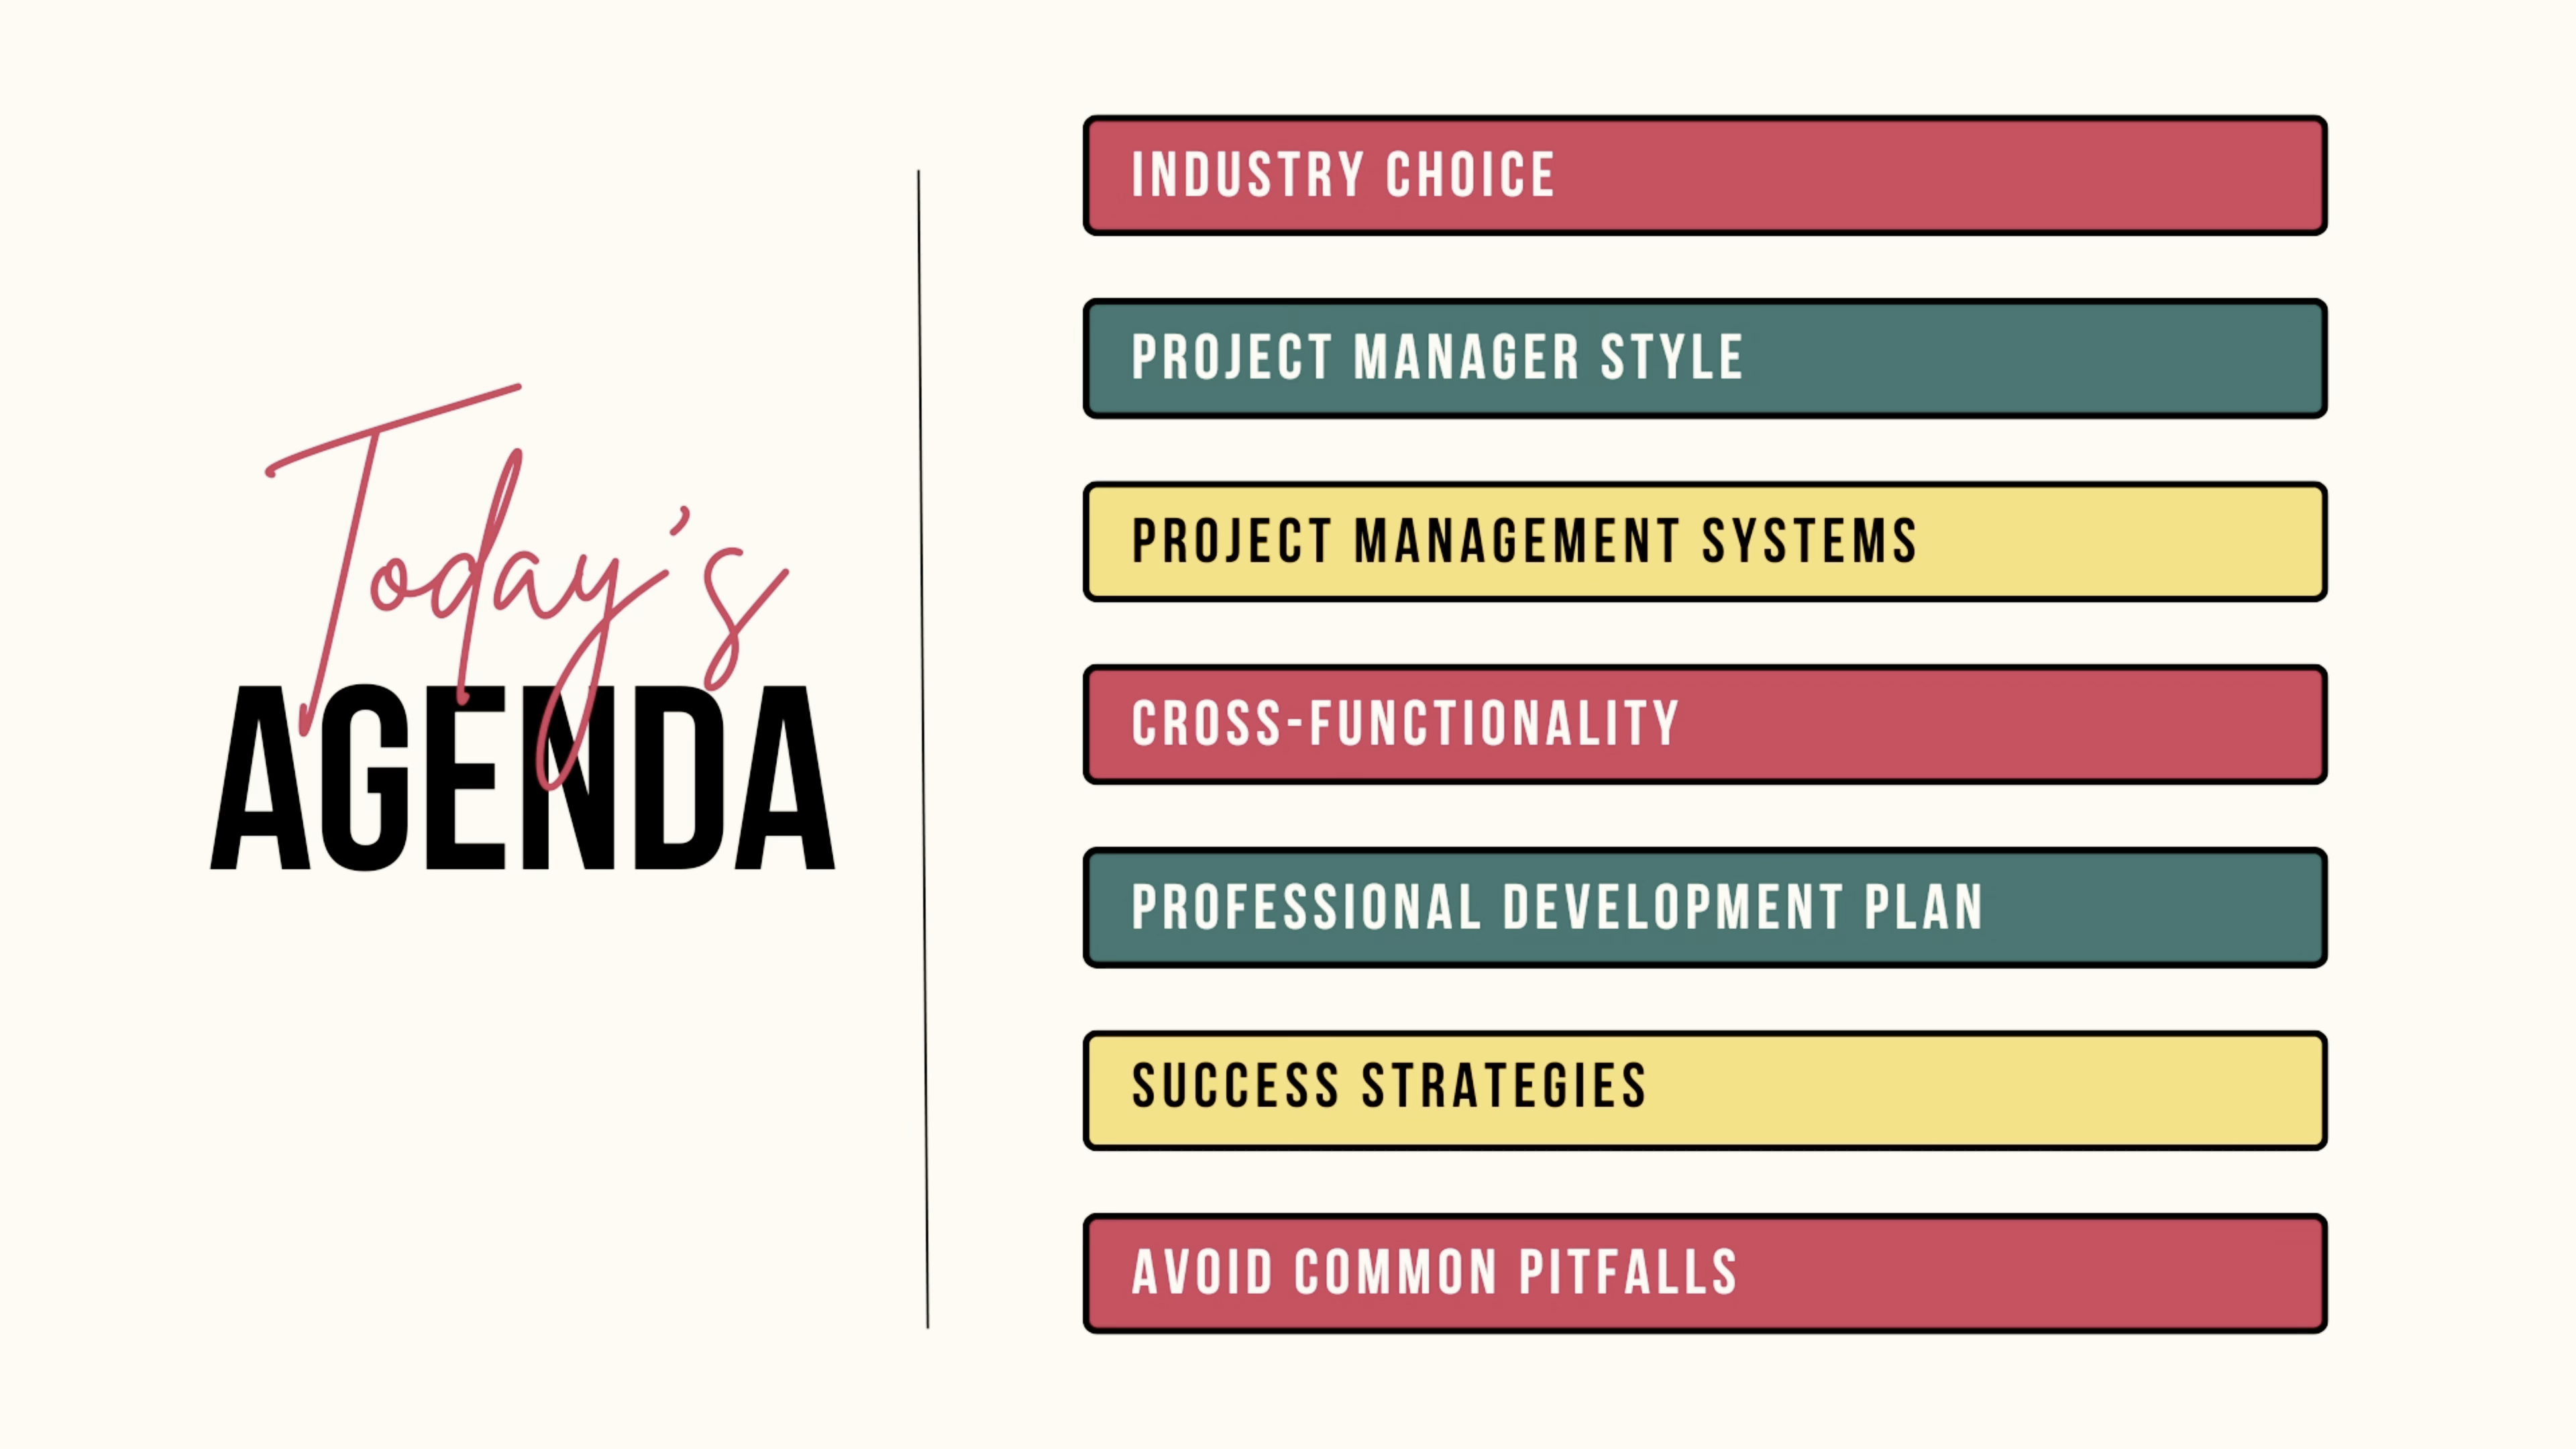 Today's
AGENDA
INDUSTRY CHOICE
PROJECT MANAGER STYLE
PROJECT MANAGEMENT SYSTEMS
CROSS-FUNCTIONALITY
PROFESSIONAL DEVELOPMENT PLAN
SUCCESS STRATEGIES
AVOID COMMON PITFALLS